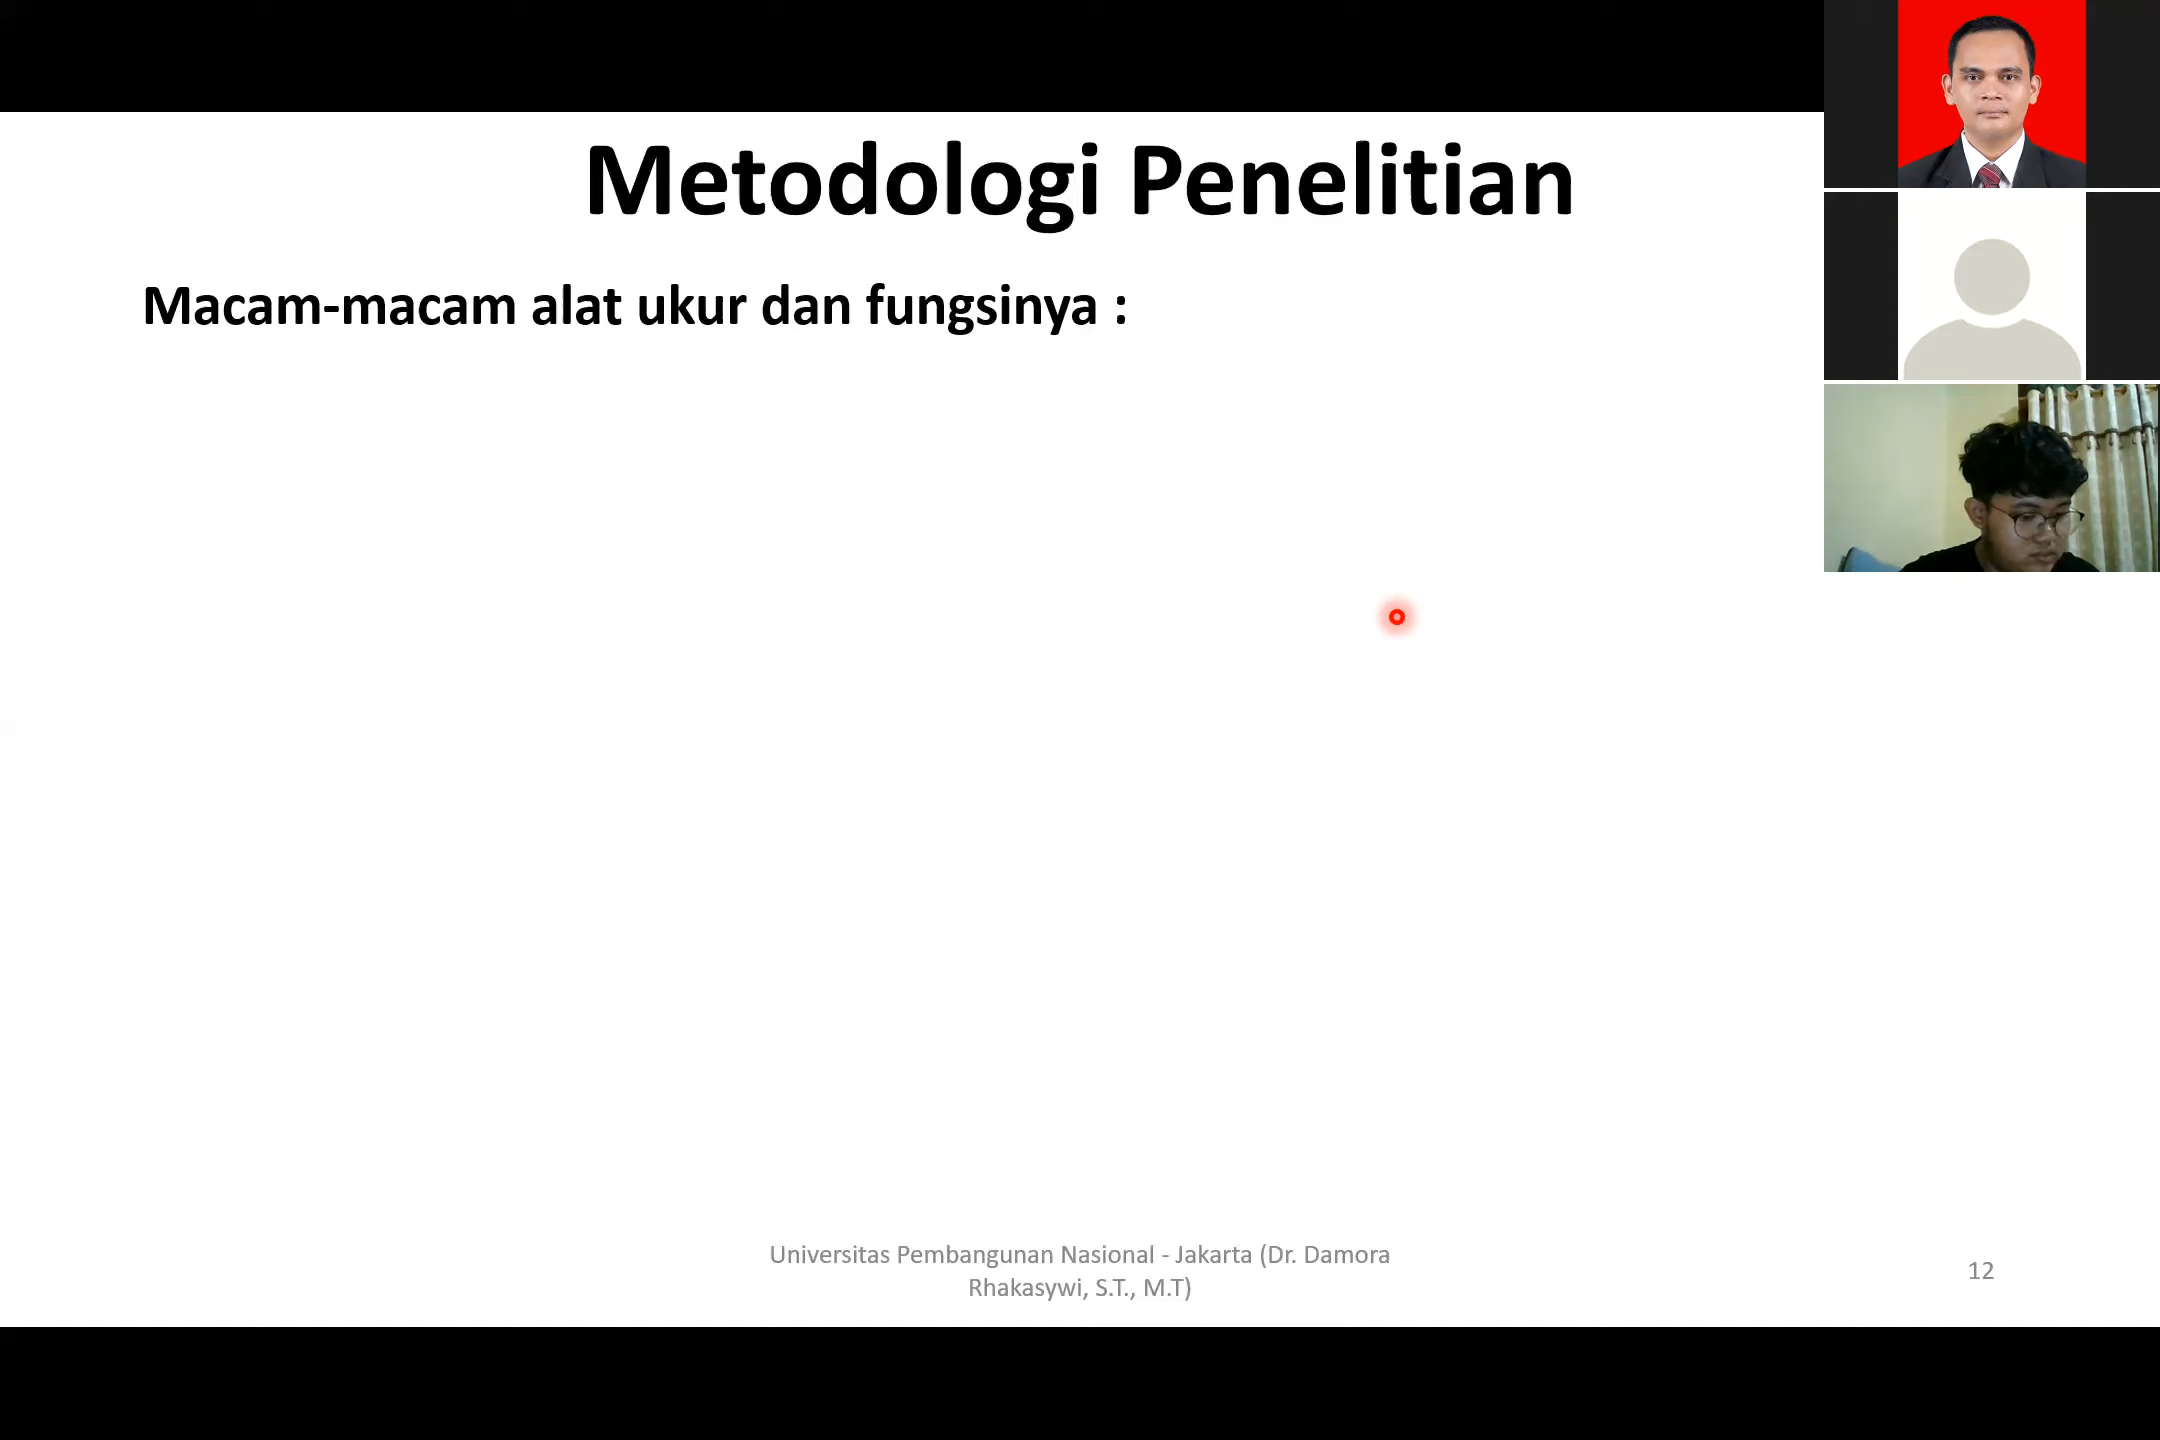 Metodologi Penelitian
Macam-macam alat ukur dan fungsinya :
Universitas Pembangunan Nasional - Jakarta (Dr. Damora
Rhakasywi, S.T., M.T)
12